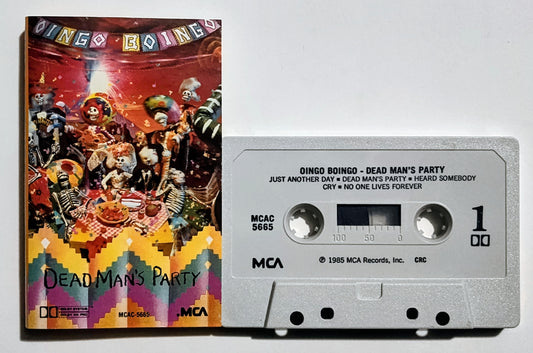 OINGO BOINGO
DEAD MAN'S PARTY
DOLBY SYSTEM
MCAC-5665
MCA
OINGO BOINGO - DEAD MAN'S PARTY
JUST ANOTHER DAY ■ DEAD MAN'S PARTY ■ HEARD SOMEBODY
CRY ■ NO ONE LIVES FOREVER
MCAC
5665
1
100 50 0
MCA
℗ 1985 MCA Records, Inc.
CRC